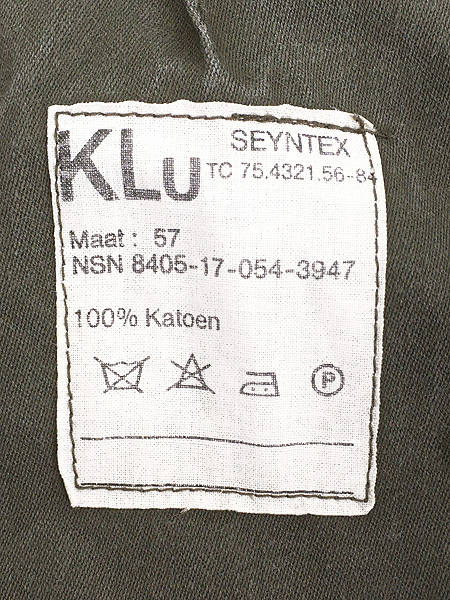 KLu SEYNTEX
TC 75.4321.56-84
Maat: 57
NSN 8405-17-054-3947
100% Katoen
P